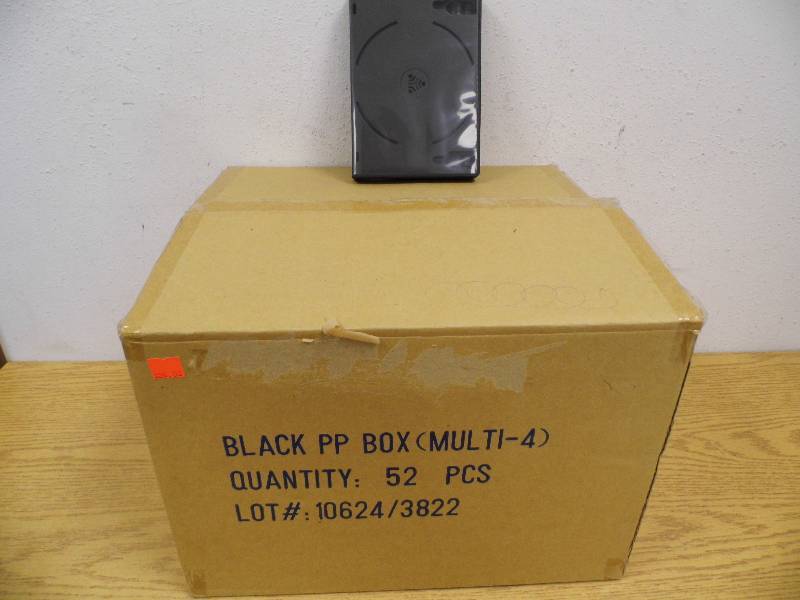 BLACK PP BOX(MULTI-4)
QUANTITY: 52 PCS
LOT#:10624/3822